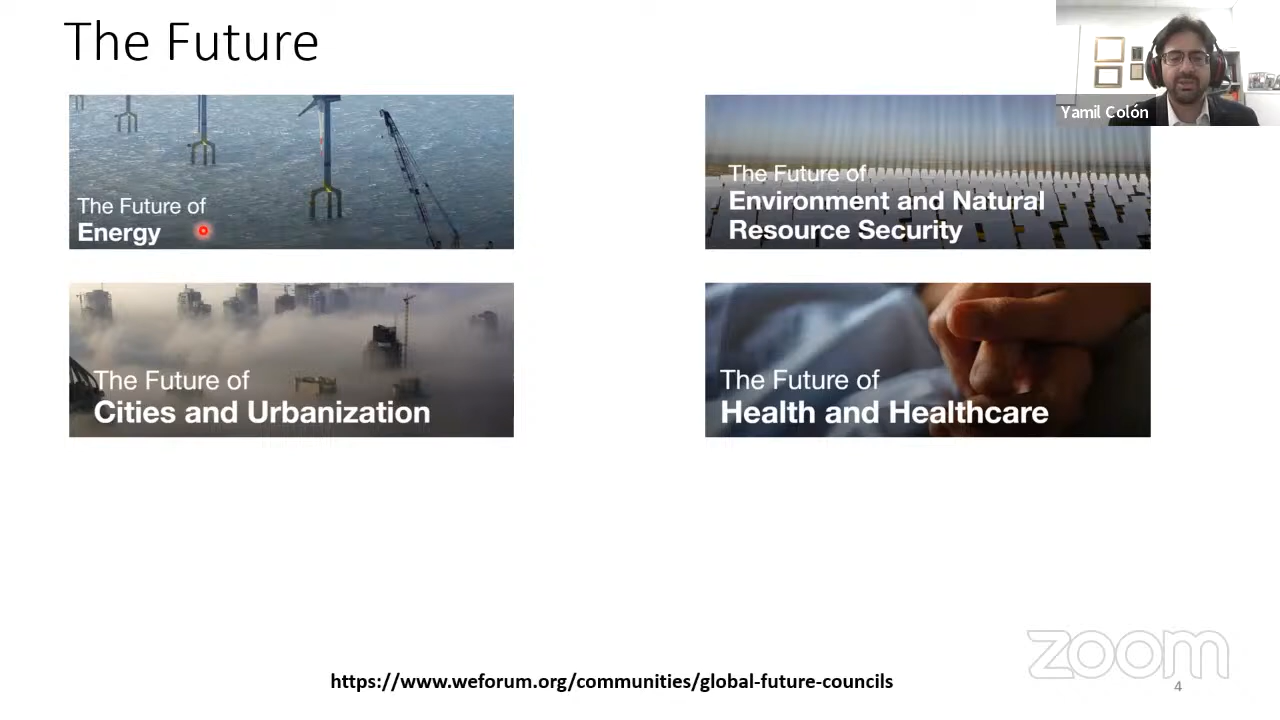 The Future
Yamil Colón
The Future of
Energy
The Future of
Environment and Natural
Resource Security
The Future of
Cities and Urbanization
The Future of
Health and Healthcare
zoom
https://www.weforum.org/communities/global-future-councils
4